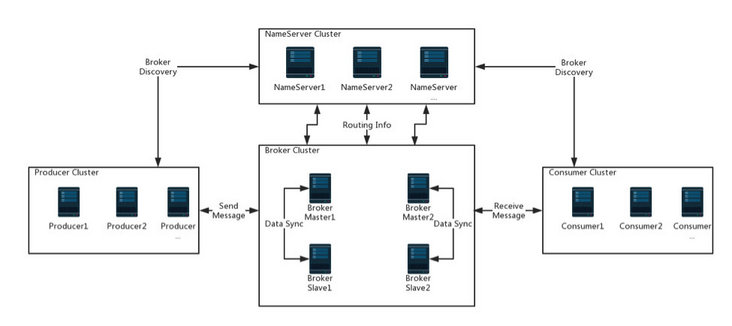 NameServer Cluster
NameServer1
NameServer2
NameServer
...
Broker
Discovery
Broker
Discovery
Routing Info
Producer Cluster
Producer1
Producer2
Producer
...
Send
Message
Broker Cluster
Broker
Master1
Broker
Master2
Data Sync
Data Sync
Broker
Slave1
Broker
Slave2
Receive
Message
Consumer Cluster
Consumer1
Consumer2
Consumer
...